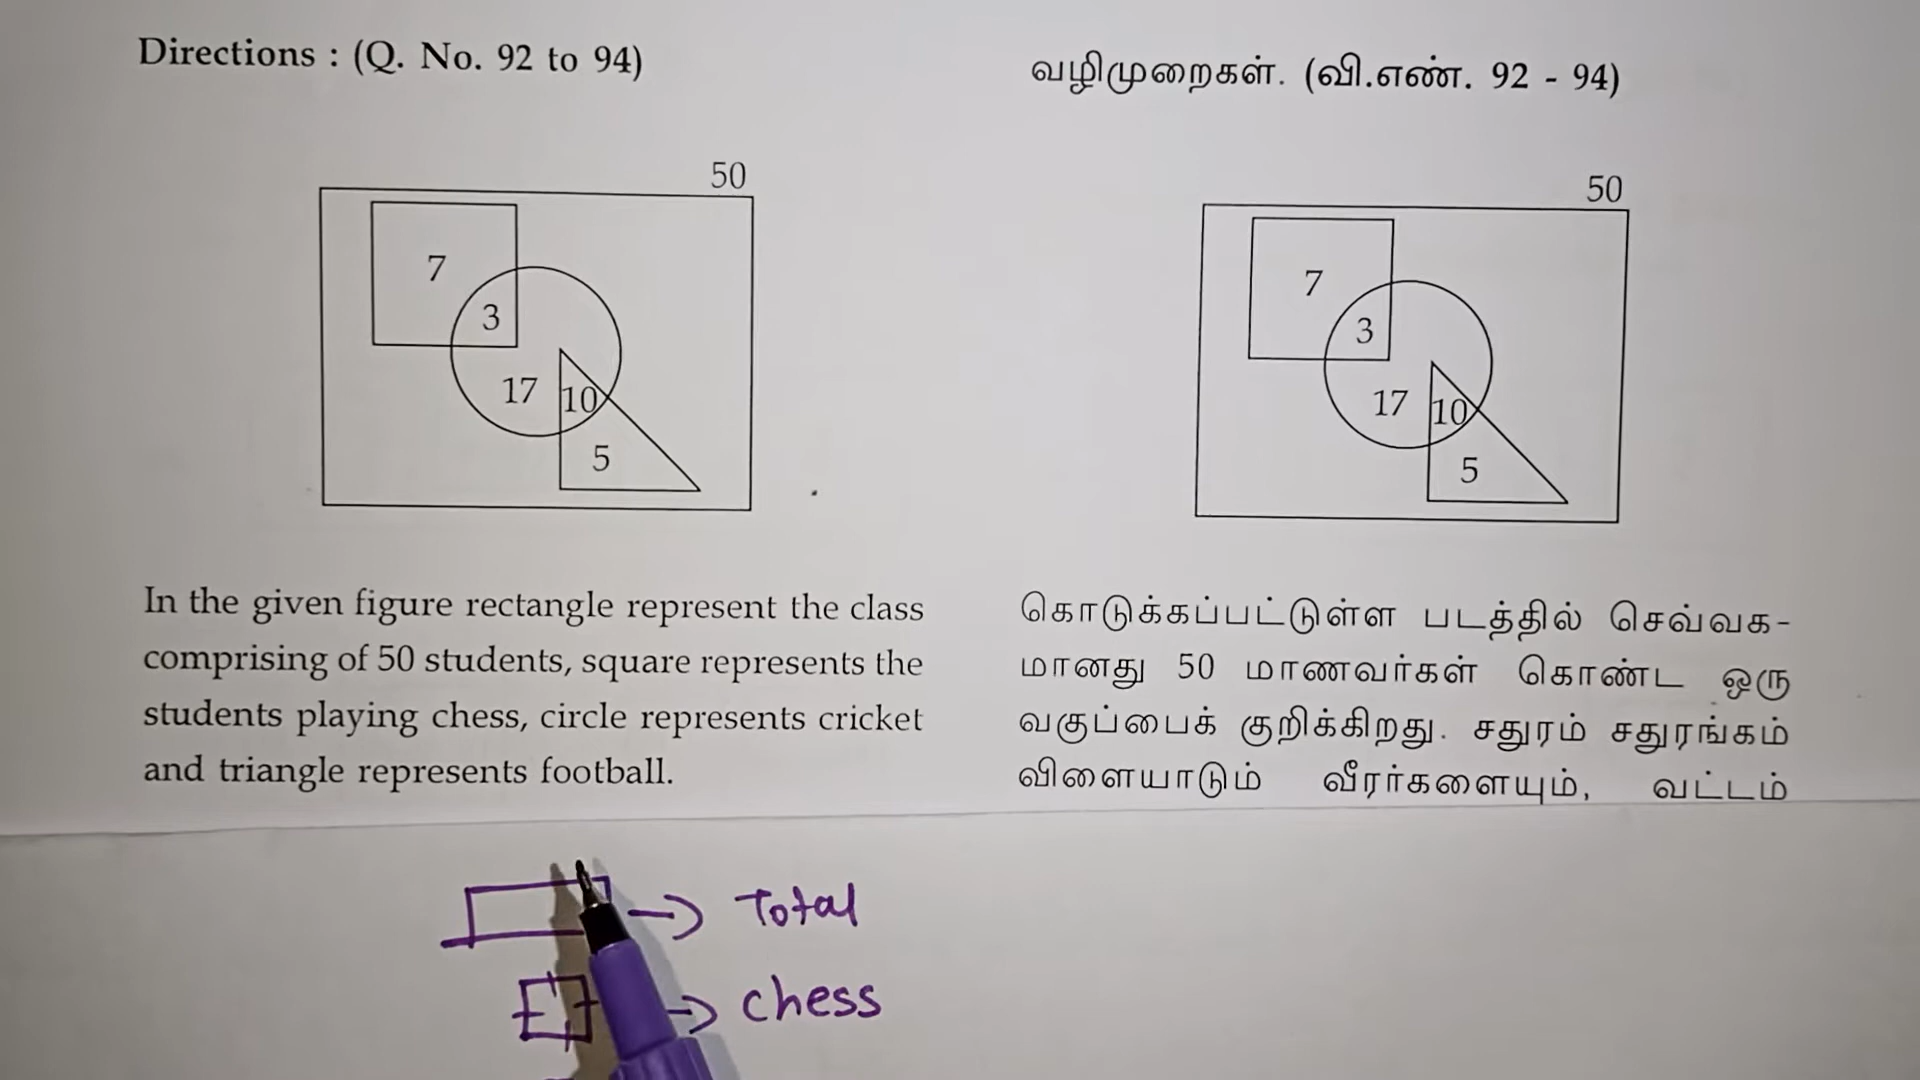 Directions : (Q. No. 92 to 94)
50
7
3
17 10
5
In the given figure rectangle represent the class
comprising of 50 students, square represents the
students playing chess, circle represents cricket
and triangle represents football.
வழிமுறைகள். (வி.எண். 92 - 94)
50
7
3
17 10
5
கொடுக்கப்பட்டுள்ள படத்தில் செவ்வக-
மானது 50 மாணவர்கள் கொண்ட ஒரு
வகுப்பைக் குறிக்கிறது. சதுரம் சதுரங்கம்
விளையாடும் வீரர்களையும், வட்டம்
Total
chess